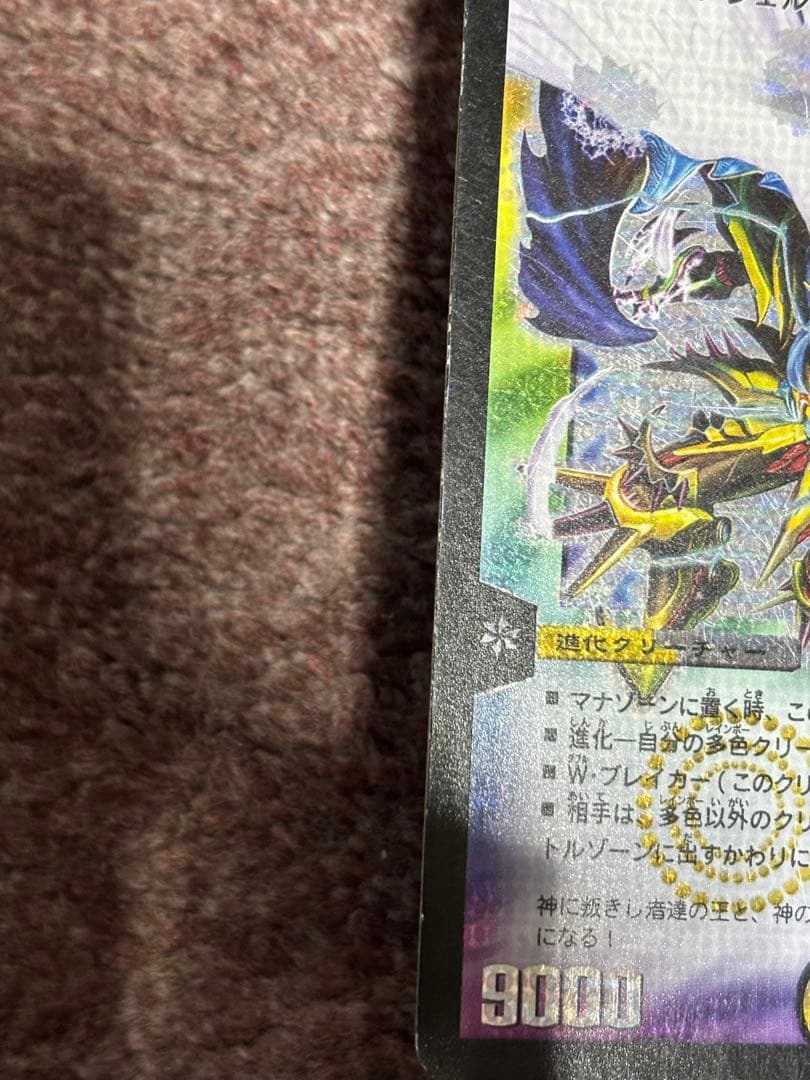 ジェル
進化クリーチャー
■ マナゾーンに置く時、こ
■ 進化－自分の多色クリー
■ W・ブレイカー（このクリ
■ 相手は、多色以外のクリ
トルゾーンに出すかわりに
神に叛きし者達の王と、神の
になる！
9000